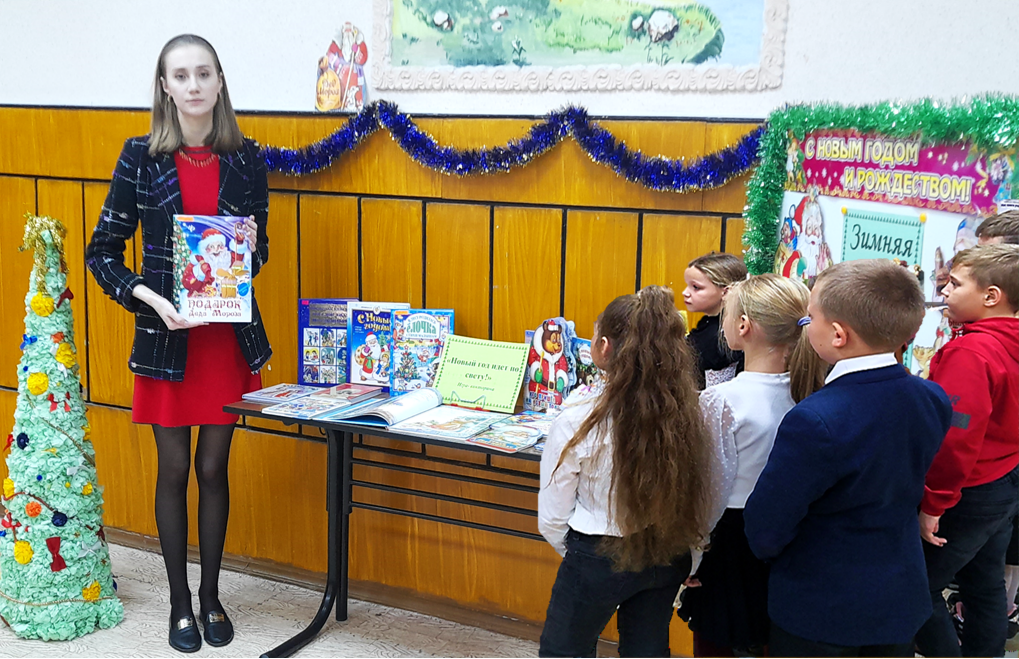 С НОВЫМ ГОДОМ
И РОЖДЕСТВОМ!
Зимняя
ПОДАРОК
Деда Мороза
С Новым
годом!
ЁЛОЧКА
«Новый год идет по
свету!»